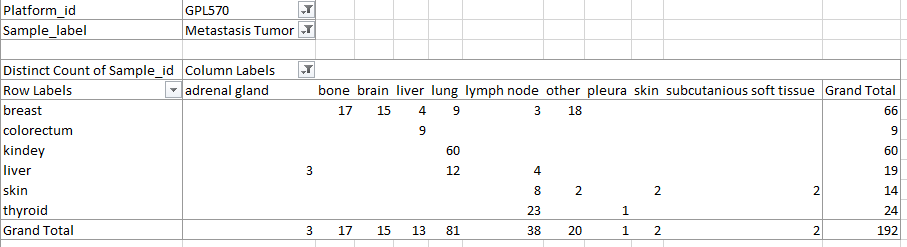 Platform_id GPL570
Sample_label Metastasis Tumor
Distinct Count of Sample_id Column Labels
Row Labels adrenal gland bone brain liver lung lymph node other pleura skin subcutanious soft tissue Grand Total
breast 17 15 4 9 3 18 66
colorectum 9 9
kindey 60 60
liver 3 12 4 19
skin 8 2 2 2 14
thyroid 23 1 24
Grand Total 3 17 15 13 81 38 20 1 2 2 192